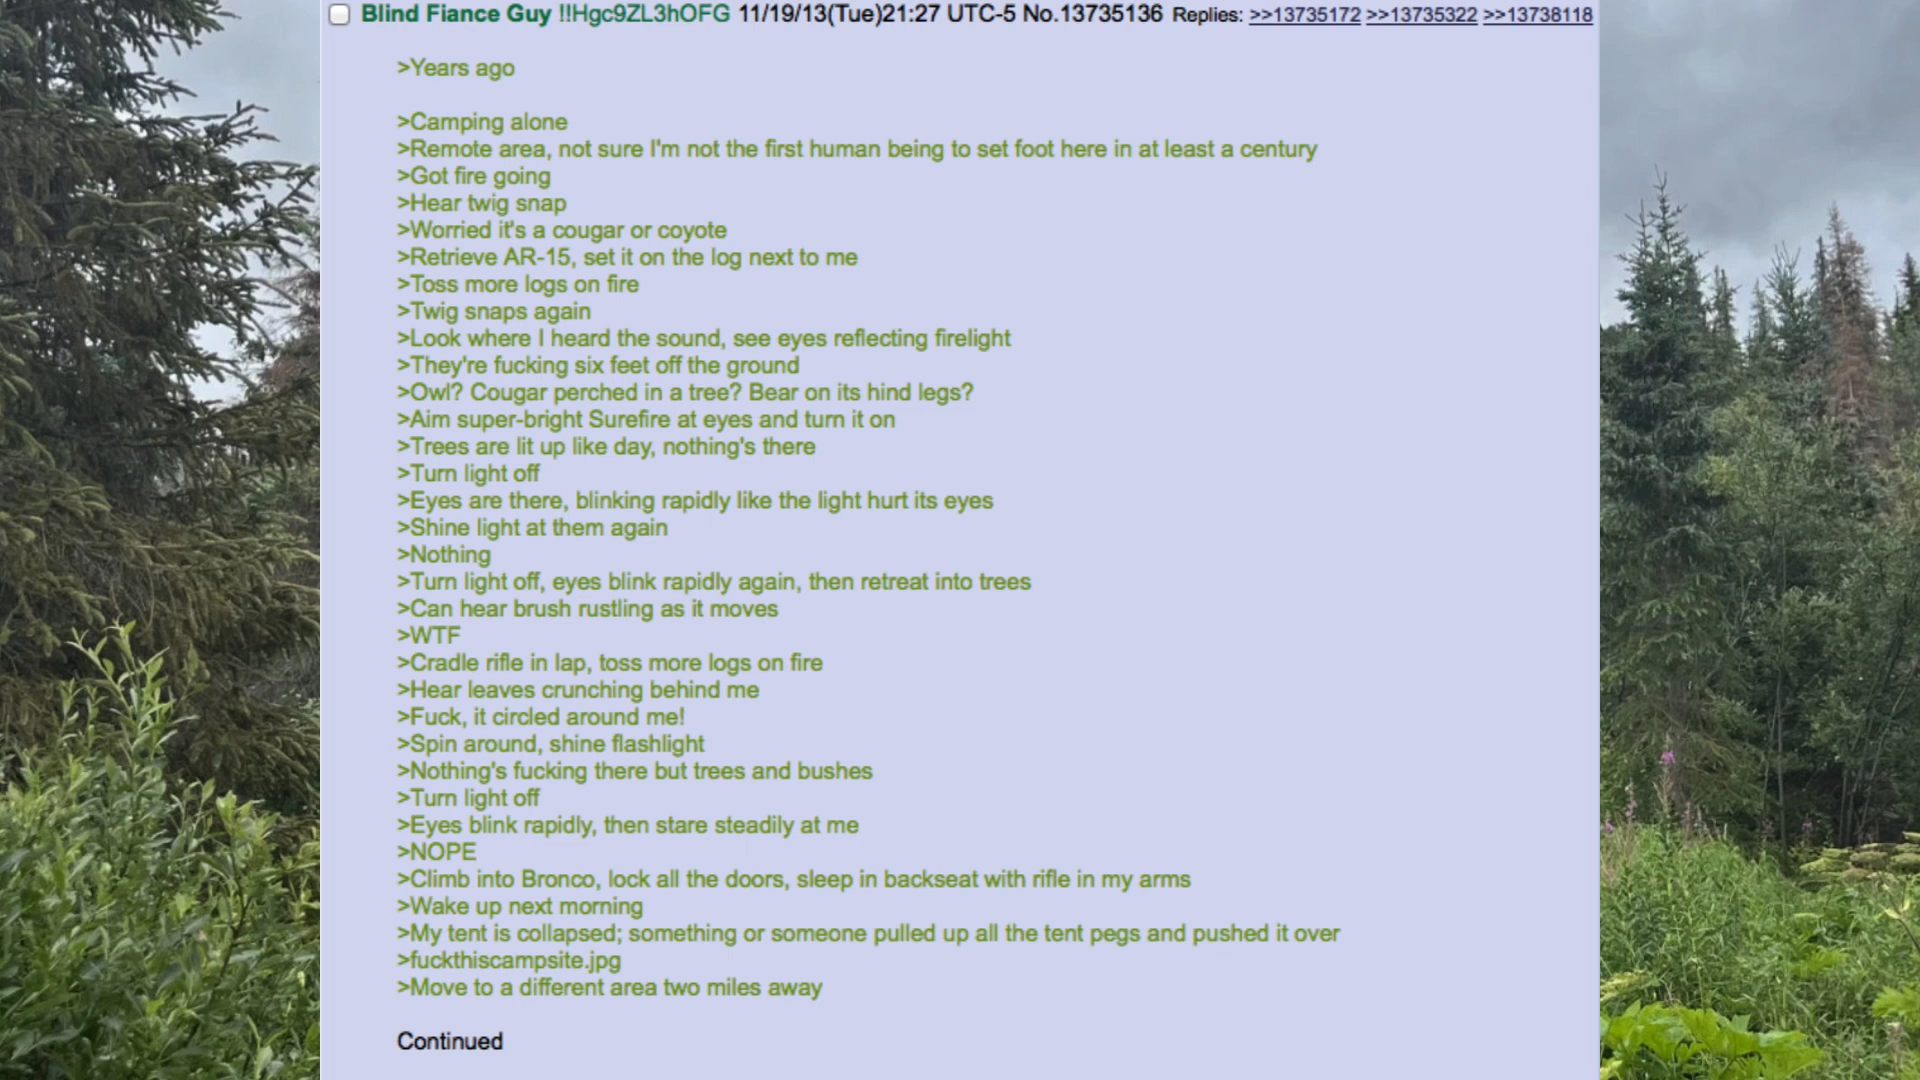 Blind Fiance Guy !!Hgc9ZL3hOFG 11/19/13(Tue)21:27 UTC-5 No.13735136 Replies: >>13735172 >>13735322 >>13738118
>Years ago
>Camping alone
>Remote area, not sure I'm not the first human being to set foot here in at least a century
>Got fire going
>Hear twig snap
>Worried it's a cougar or coyote
>Retrieve AR-15, set it on the log next to me
>Toss more logs on fire
>Twig snaps again
>Look where I heard the sound, see eyes reflecting firelight
>They're fucking six feet off the ground
>Owl? Cougar perched in a tree? Bear on its hind legs?
>Aim super-bright Surefire at eyes and turn it on
>Trees are lit up like day, nothing's there
>Turn light off
>Eyes are there, blinking rapidly like the light hurt its eyes
>Shine light at them again
>Nothing
>Turn light off, eyes blink rapidly again, then retreat into trees
>Can hear brush rustling as it moves
>WTF
>Cradle rifle in lap, toss more logs on fire
>Hear leaves crunching behind me
>Fuck, it circled around me!
>Spin around, shine flashlight
>Nothing's fucking there but trees and bushes
>Turn light off
>Eyes blink rapidly, then stare steadily at me
>NOPE
>Climb into Bronco, lock all the doors, sleep in backseat with rifle in my arms
>Wake up next morning
>My tent is collapsed; something or someone pulled up all the tent pegs and pushed it over
>fuckthiscampsite.jpg
>Move to a different area two miles away
Continued